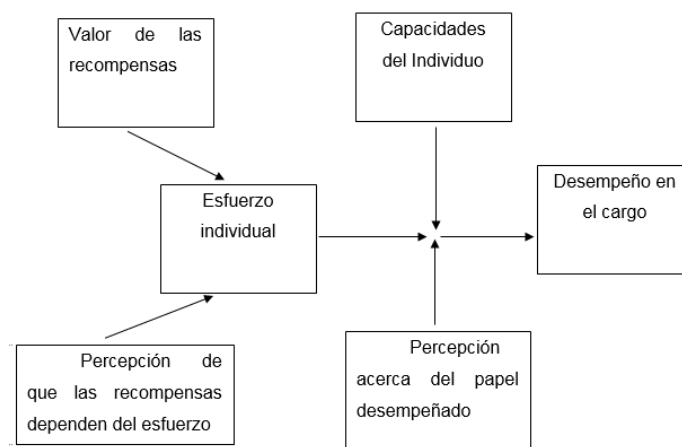 Valor de las
recompensas
Capacidades
del Individuo
Esfuerzo
individual
Desempeño en
el cargo
Percepción de
que las recompensas
dependen del esfuerzo
Percepción
acerca del papel
desempeñado